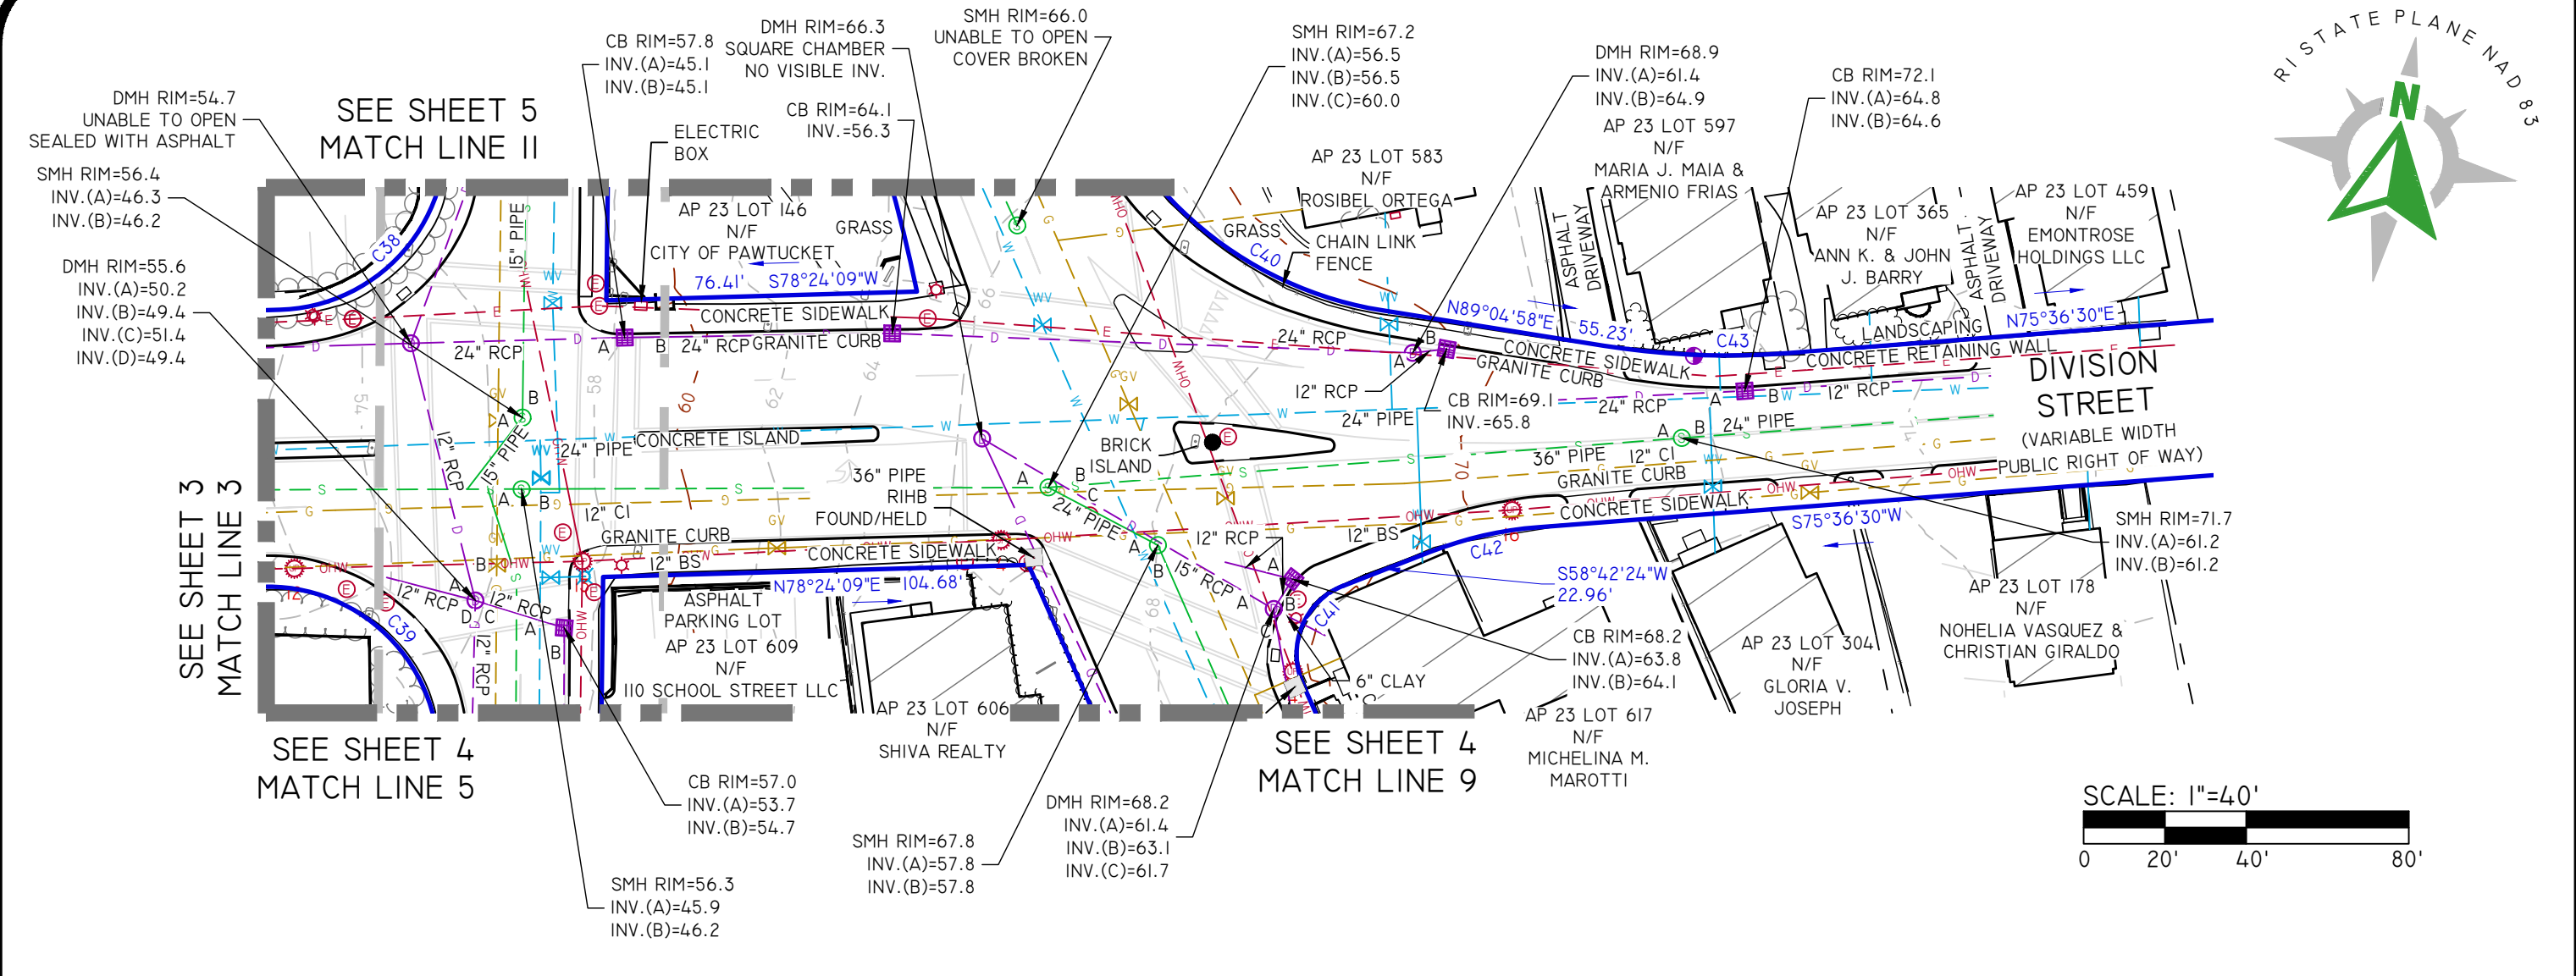 RI STATE PLANE NAD 83
N
SMH RIM=66.0
UNABLE TO OPEN
COVER BROKEN
DMH RIM=66.3
SQUARE CHAMBER
NO VISIBLE INV.
CB RIM=57.8
INV.(A)=45.1
INV.(B)=45.1
SMH RIM=67.2
INV.(A)=56.5
INV.(B)=56.5
INV.(C)=60.0
DMH RIM=68.9
INV.(A)=61.4
INV.(B)=64.9
CB RIM=72.1
INV.(A)=64.8
INV.(B)=64.6
DMH RIM=54.7
UNABLE TO OPEN
SEALED WITH ASPHALT
SEE SHEET 5
MATCH LINE 11
CB RIM=64.1
INV.=56.3
ELECTRIC
BOX
SMH RIM=56.4
INV.(A)=46.3
INV.(B)=46.2
DMH RIM=55.6
INV.(A)=50.2
INV.(B)=49.4
INV.(C)=51.4
INV.(D)=49.4
AP 23 LOT 583
N/F
ROSIBEL ORTEGA
AP 23 LOT 597
N/F
MARIA J. MAIA &
ARMENIO FRIAS
AP 23 LOT 365
N/F
ANN K. & JOHN
J. BARRY
AP 23 LOT 459
N/F
EMONTROSE
HOLDINGS LLC
AP 23 LOT 146
N/F
CITY OF PAWTUCKET
GRASS
GRASS
CHAIN LINK
FENCE
ASPHALT
DRIVEWAY
ASPHALT
DRIVEWAY
C38
C40
15" PIPE
76.41'
S78°24'09"W
N89°04'58"E
55.23'
C43
N75°36'30"E
LANDSCAPING
CONCRETE RETAINING WALL
CONCRETE SIDEWALK
GRANITE CURB
24" RCP
24" RCP
24" RCP
A
B
A
B
CONCRETE SIDEWALK
GRANITE CURB
12" RCP
24" PIPE
CB RIM=69.1
INV.=65.8
24" RCP
A
B
12" RCP
DIVISION
STREET
(VARIABLE WIDTH
PUBLIC RIGHT OF WAY)
54
58
60
62
64
66
68
70
74
CONCRETE ISLAND
24" PIPE
15" PIPE
12" RCP
A
B
A
B
BRICK
ISLAND
36" PIPE
RIHB
FOUND/HELD
A
B
C
24" PIPE
A
B
24" PIPE
36" PIPE
12" CI
GRANITE CURB
CONCRETE SIDEWALK
12" CI
GRANITE CURB
CONCRETE SIDEWALK
12" BS
12" BS
12" RCP
15" RCP
A
B
A
B
C
C41
C42
S75°36'30"W
S58°42'24"W
22.96'
N78°24'09"E
104.68'
ASPHALT
PARKING LOT
AP 23 LOT 609
N/F
110 SCHOOL STREET LLC
12" RCP
12" RCP
12" RCP
A
B
D
C
A
B
C39
SEE SHEET 3
MATCH LINE 3
SEE SHEET 4
MATCH LINE 5
AP 23 LOT 606
N/F
SHIVA REALTY
6" CLAY
SEE SHEET 4
MATCH LINE 9
CB RIM=68.2
INV.(A)=63.8
INV.(B)=64.1
AP 23 LOT 617
N/F
MICHELINA M.
MAROTTI
AP 23 LOT 304
N/F
GLORIA V.
JOSEPH
AP 23 LOT 178
N/F
NOHELIA VASQUEZ &
CHRISTIAN GIRALDO
SMH RIM=71.7
INV.(A)=61.2
INV.(B)=61.2
CB RIM=57.0
INV.(A)=53.7
INV.(B)=54.7
SMH RIM=67.8
INV.(A)=57.8
INV.(B)=57.8
DMH RIM=68.2
INV.(A)=61.4
INV.(B)=63.1
INV.(C)=61.7
SMH RIM=56.3
INV.(A)=45.9
INV.(B)=46.2
SCALE: 1"=40'
0 20' 40' 80'